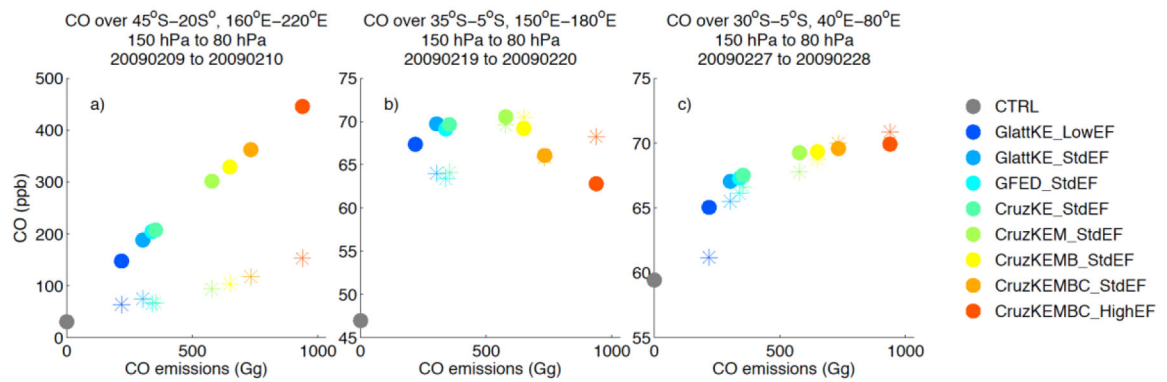 CO over 45°S−20S°, 160°E−220°E
150 hPa to 80 hPa
20090209 to 20090210
CO over 35°S−5°S, 150°E−180°E
150 hPa to 80 hPa
20090219 to 20090220
CO over 30°S−5°S, 40°E−80°E
150 hPa to 80 hPa
20090227 to 20090228
CO (ppb)
500
400
300
200
100
0
a)
0
500
1000
CO emissions (Gg)
75
70
65
60
55
50
45
b)
0
500
1000
CO emissions (Gg)
75
70
65
60
55
c)
0
500
1000
CO emissions (Gg)
CTRL
GlattKE_LowEF
GlattKE_StdEF
GFED_StdEF
CruzKE_StdEF
CruzKEM_StdEF
CruzKEMB_StdEF
CruzKEMBC_StdEF
CruzKEMBC_HighEF